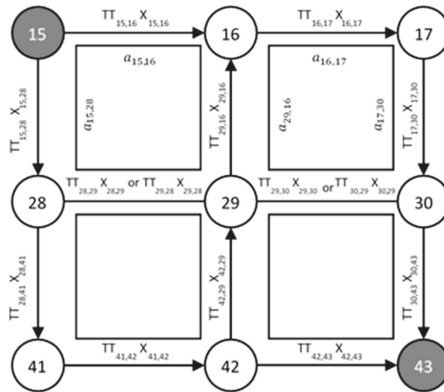 15 TT15,16 X15,16 16 TT16,17 X16,17 17
a15,16 a16,17
TT15,28 X15,28 a15,28 TT29,16 X29,16 a29,16 a17,30 TT17,30 X17,30
TT28,29 X28,29 or TT29,28 X29,28 TT29,30 X29,30 or TT30,29 X30,29
28 29 30
TT28,41 X28,41 TT42,29 X42,29 TT30,43 X30,43
41 TT41,42 X41,42 42 TT42,43 X42,43 43